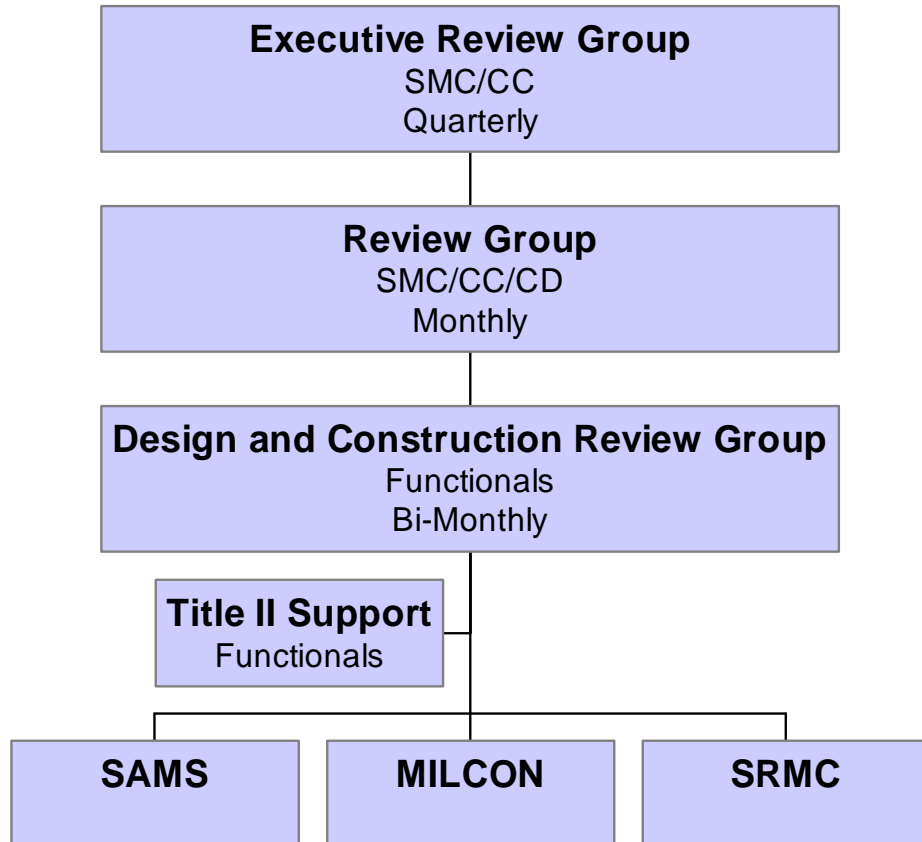 Executive Review Group
SMC/CC
Quarterly
Review Group
SMC/CC/CD
Monthly
Design and Construction Review Group
Functionals
Bi-Monthly
Title II Support
Functionals
SAMS
MILCON
SRMC